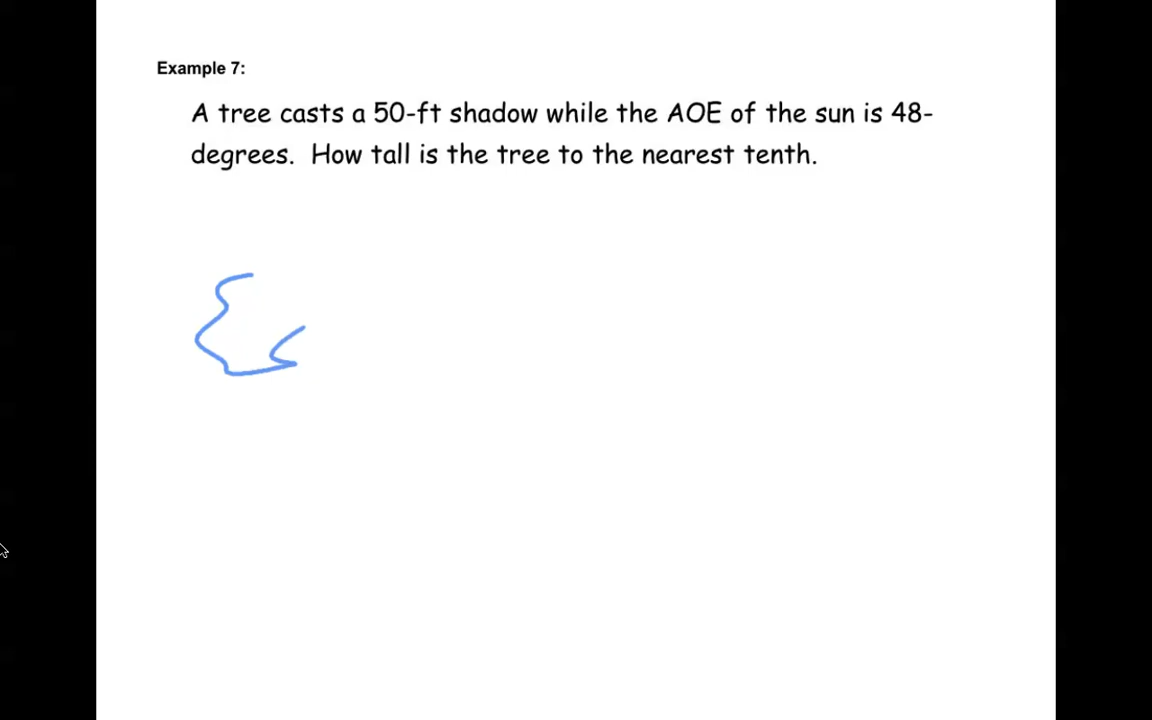 Example 7:
A tree casts a 50-ft shadow while the AOE of the sun is 48-
degrees.  How tall is the tree to the nearest tenth.